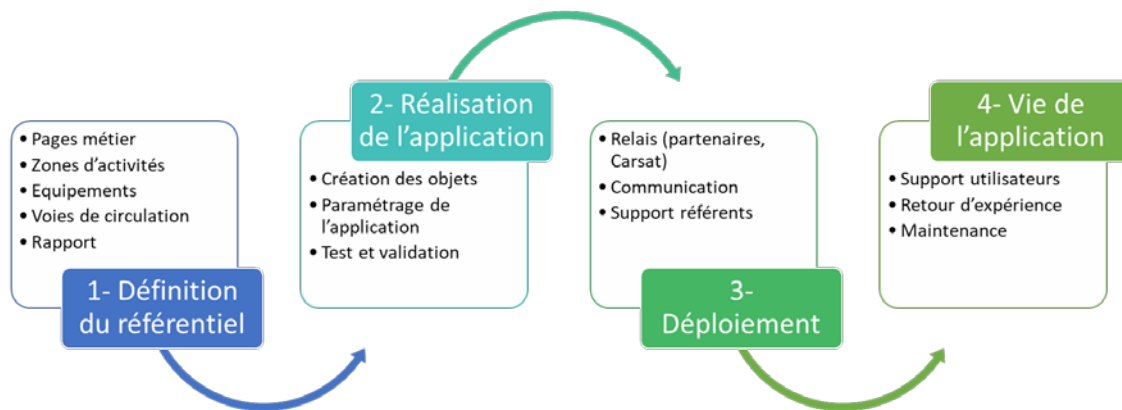 • Pages métier
• Zones d'activités
• Equipements
• Voies de circulation
• Rapport
1- Définition
du référentiel
2- Réalisation
de l'application
• Création des objets
• Paramétrage de
l'application
• Test et validation
• Relais (partenaires,
Carsat)
• Communication
• Support référents
3-
Déploiement
4- Vie de
l'application
• Support utilisateurs
• Retour d'expérience
• Maintenance